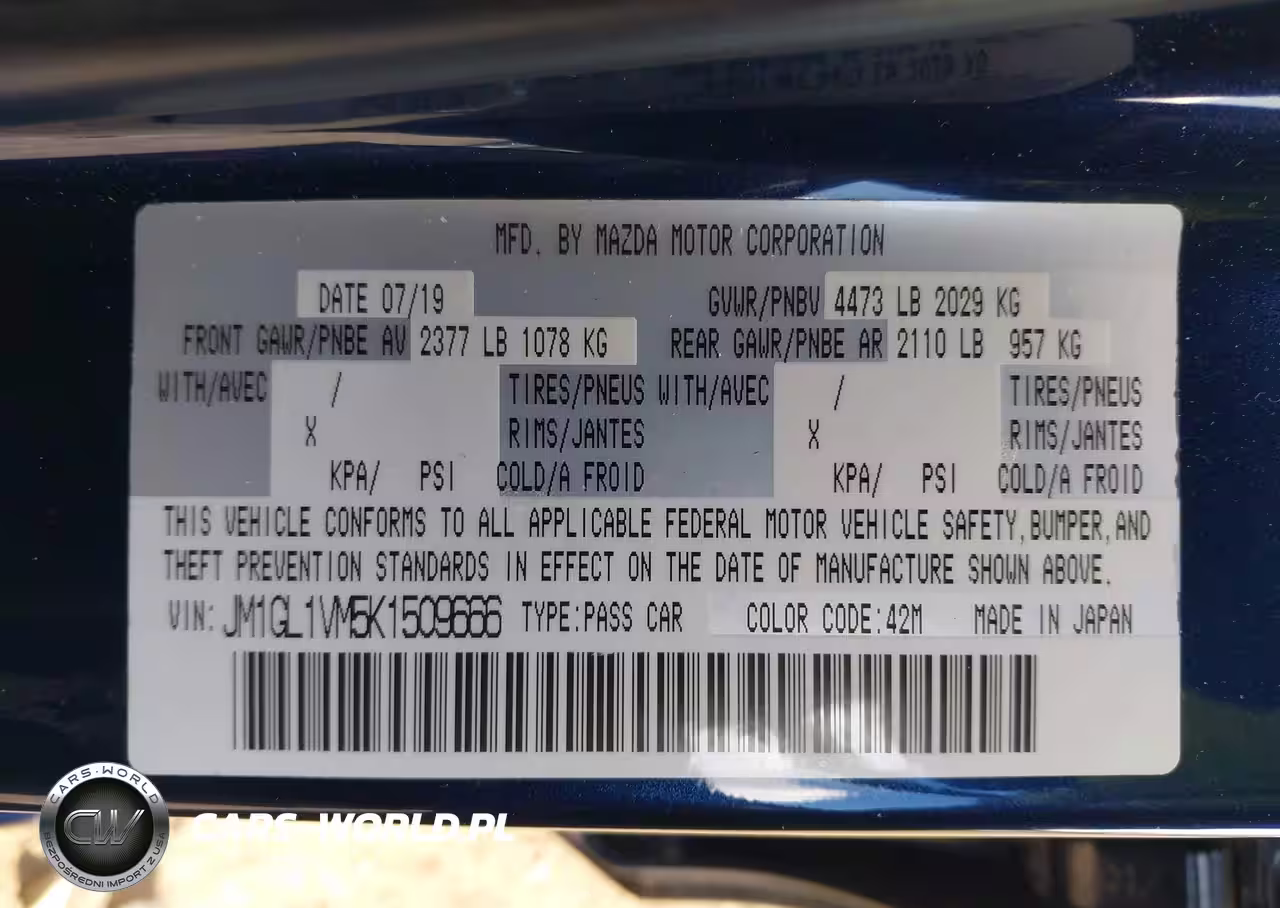 MFD. BY MAZDA MOTOR CORPORATION
DATE 07/19 GVWR/PNBV 4473 LB 2029 KG
FRONT GAWR/PNBE AV 2377 LB 1078 KG REAR GAWR/PNBE AR 2110 LB 957 KG
WITH/AVEC / TIRES/PNEUS WITH/AVEC / TIRES/PNEUS
X RIMS/JANTES X RIMS/JANTES
KPA/ PSI COLD/A FROID KPA/ PSI COLD/A FROID
THIS VEHICLE CONFORMS TO ALL APPLICABLE FEDERAL MOTOR VEHICLE SAFETY, BUMPER, AND
THEFT PREVENTION STANDARDS IN EFFECT ON THE DATE OF MANUFACTURE SHOWN ABOVE.
VIN: JM1GL1VM5K1509666 TYPE:PASS CAR COLOR CODE:42M MADE IN JAPAN
CARS-WORLD
CW
BEZPOŚREDNI IMPORT Z USA
CARS-WORLD.PL